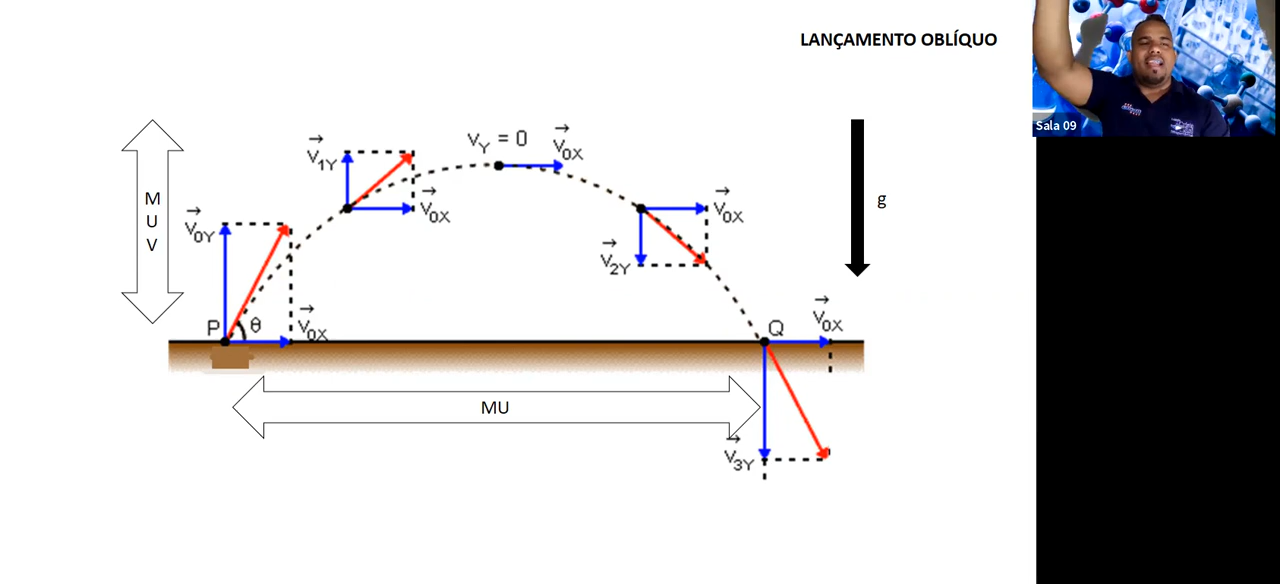 LANÇAMENTO OBLÍQUO
Sala 09
V1Y
VY = 0
V0X
V0X
V0X
V2Y
M
U
V
g
V0Y
P
θ
V0X
Q
V0X
MU
V3Y